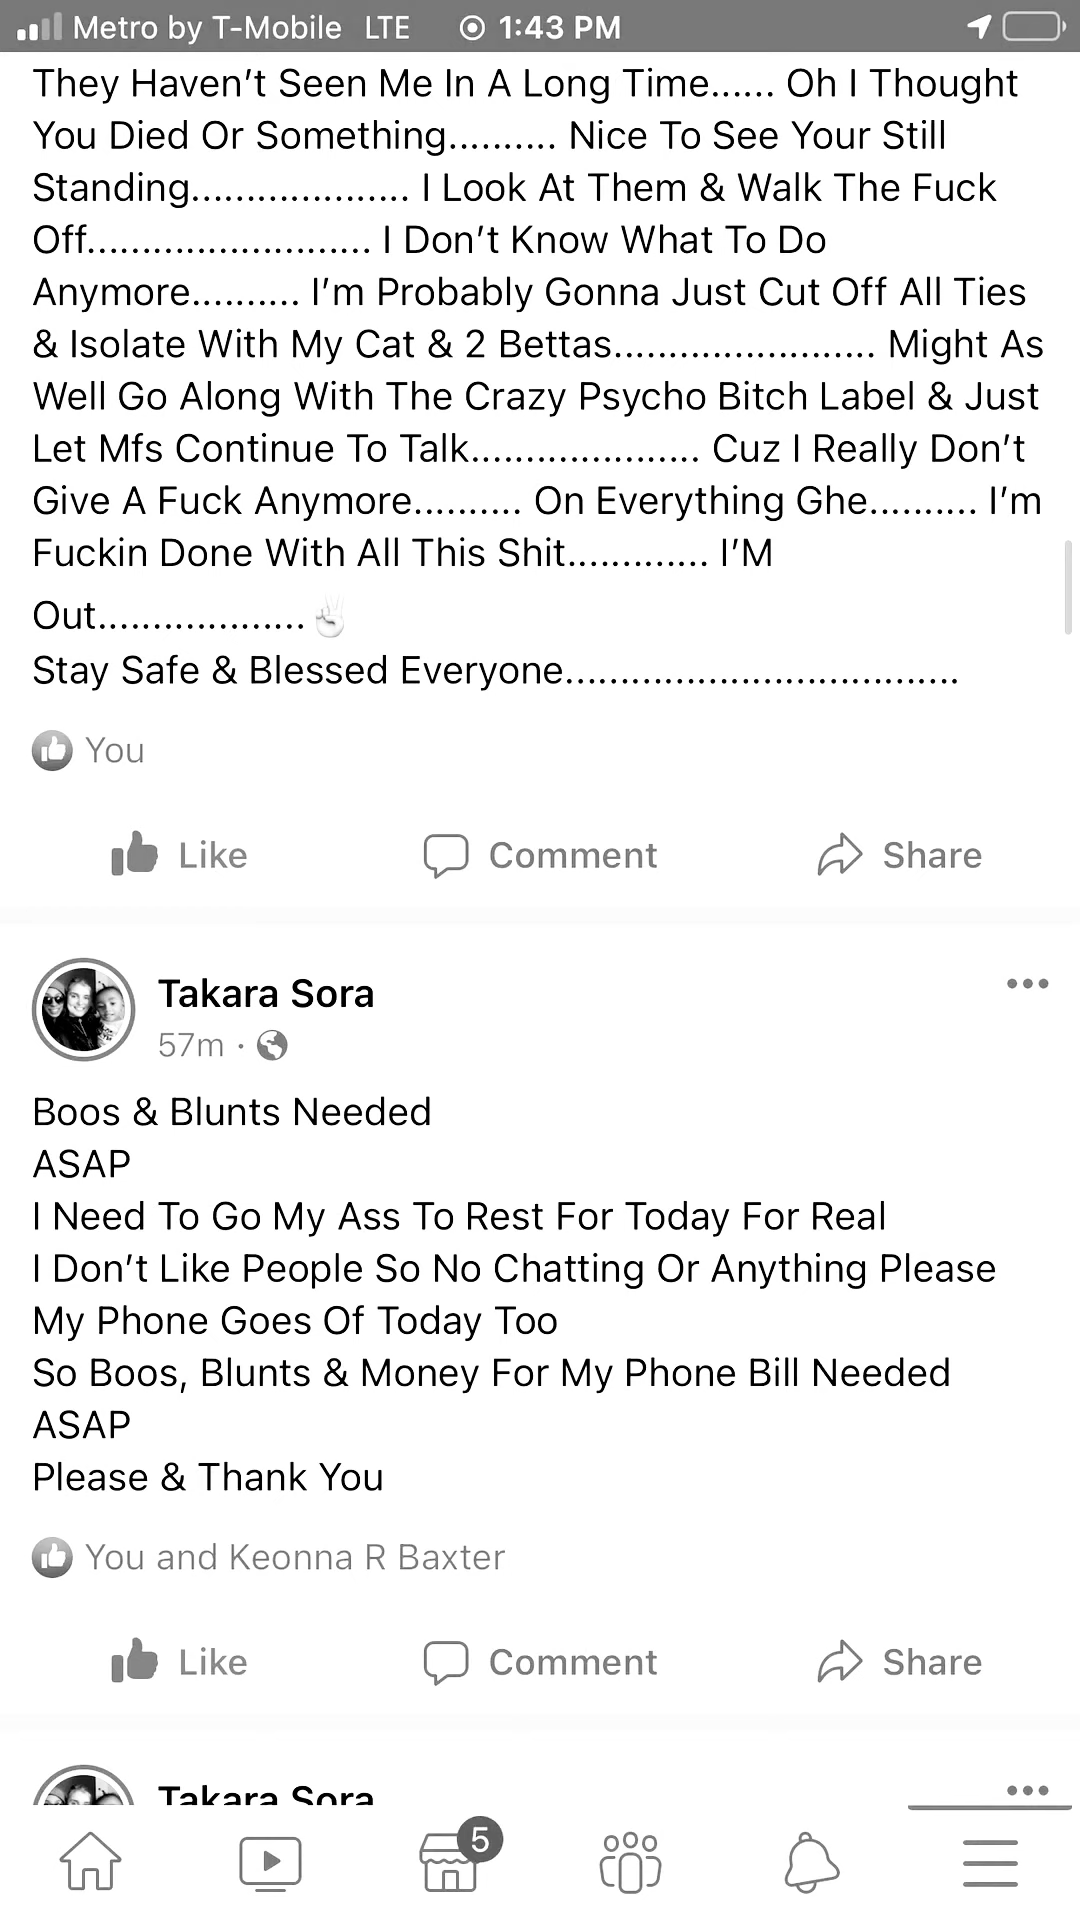 Metro by T-Mobile LTE 1:43 PM
They Haven't Seen Me In A Long Time...... Oh I Thought
You Died Or Something.......... Nice To See Your Still
Standing.................... I Look At Them & Walk The Fuck
Off.......................... I Don't Know What To Do
Anymore.......... I'm Probably Gonna Just Cut Off All Ties
& Isolate With My Cat & 2 Bettas........................ Might As
Well Go Along With The Crazy Psycho Bitch Label & Just
Let Mfs Continue To Talk..................... Cuz I Really Don't
Give A Fuck Anymore.......... On Everything Ghe.......... I'm
Fuckin Done With All This Shit............. I'M
Out...................✌
Stay Safe & Blessed Everyone....................................
You
Like Comment Share
Takara Sora
57m ·
Boos & Blunts Needed
ASAP
I Need To Go My Ass To Rest For Today For Real
I Don't Like People So No Chatting Or Anything Please
My Phone Goes Of Today Too
So Boos, Blunts & Money For My Phone Bill Needed
ASAP
Please & Thank You
You and Keonna R Baxter
Like Comment Share
Takara Sora
5